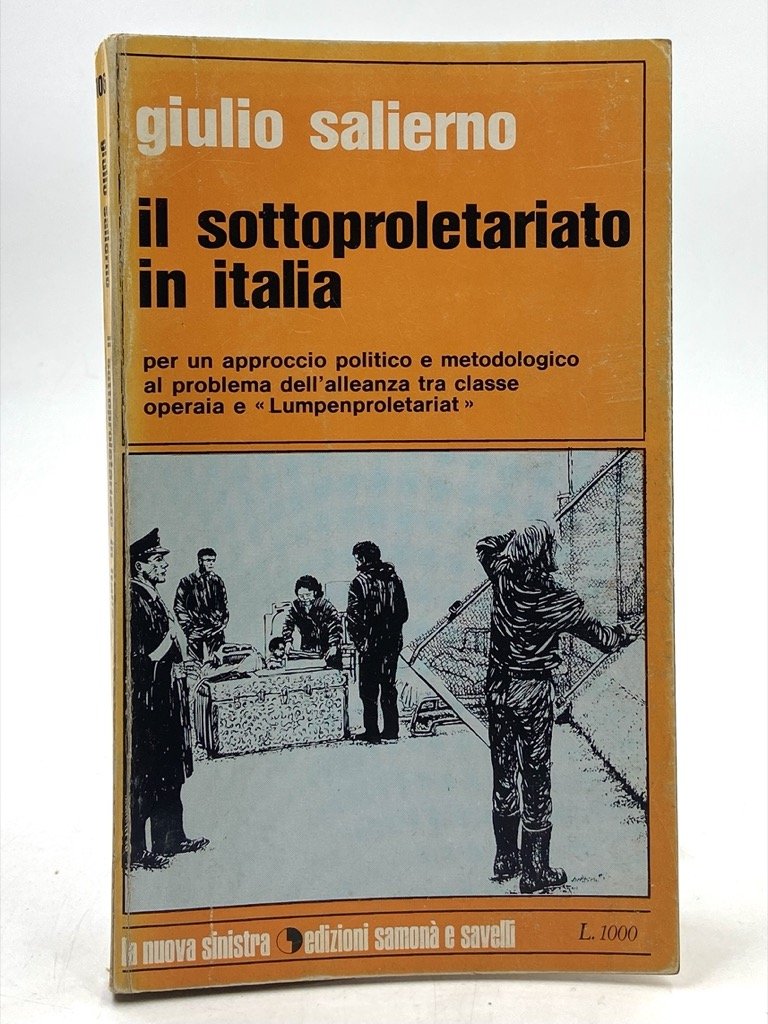 giulio salierno
il sottoproletariato
in italia
per un approccio politico e metodologico
al problema dell'alleanza tra classe
operaia e « Lumpenproletariat »
la nuova sinistra edizioni samonà e savelli
L. 1000
giulio salierno